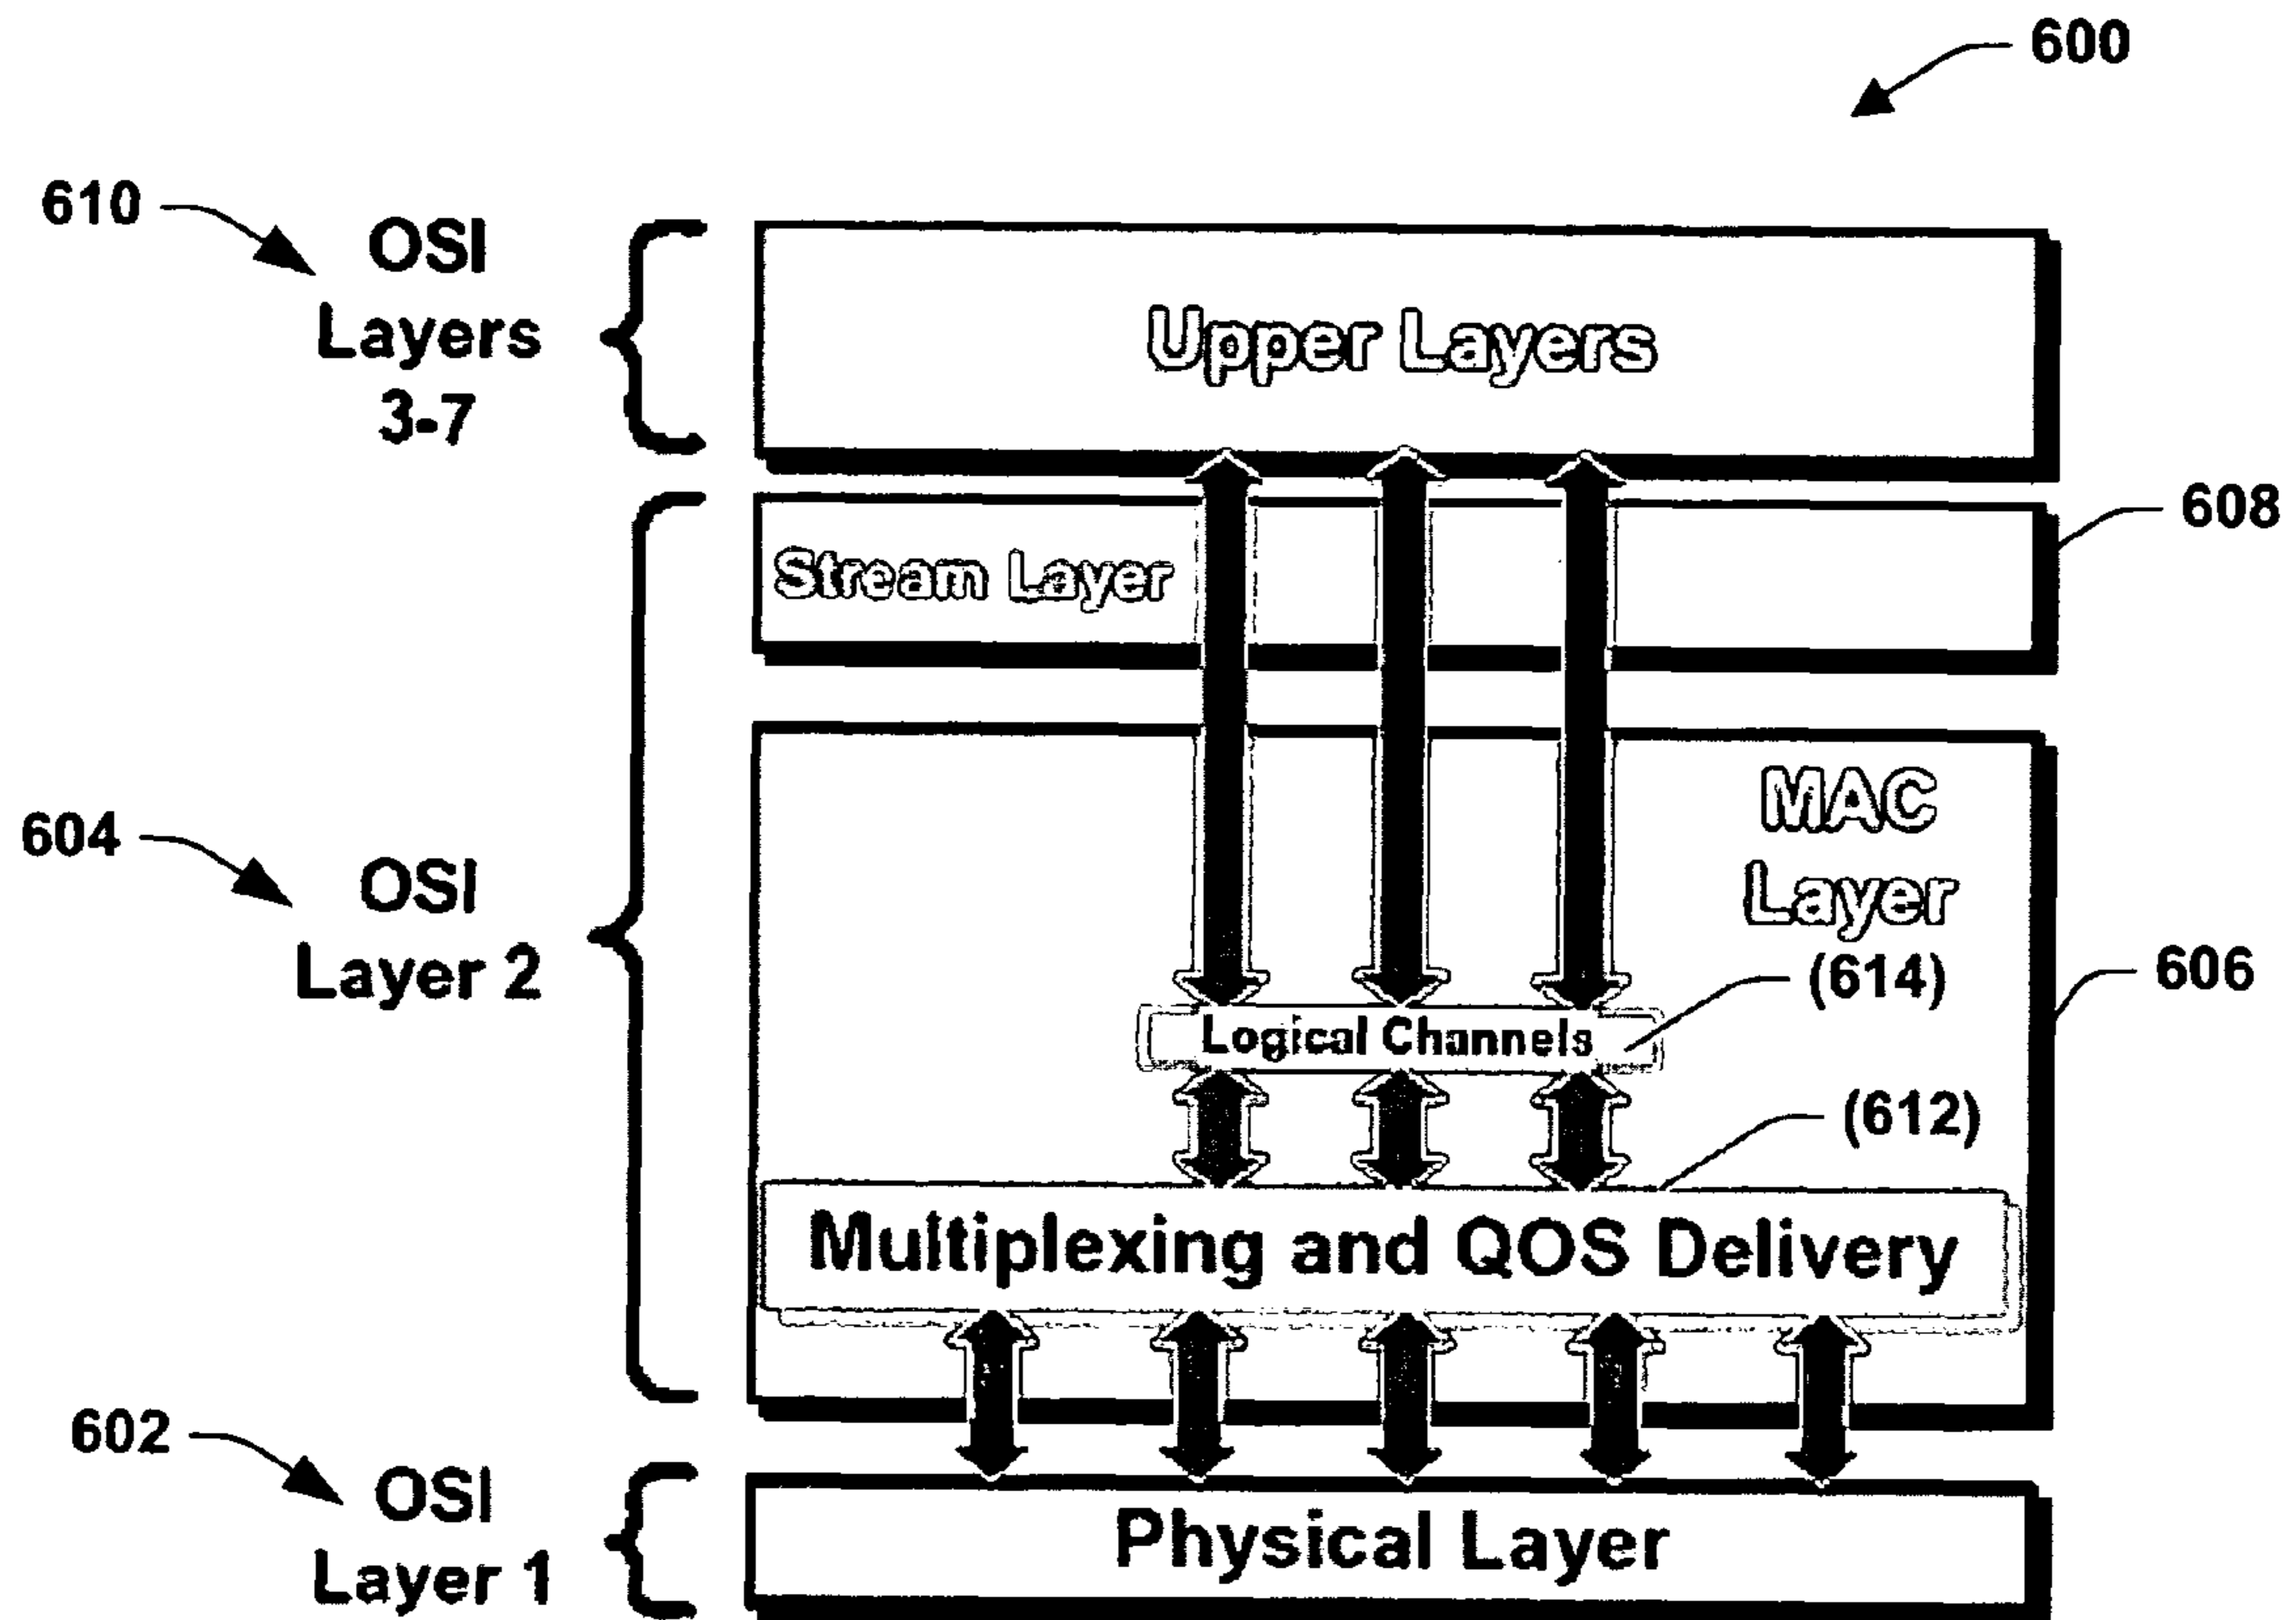 600
610
OSI
Layers
3-7
Upper Layers
608
Stream Layer
604
OSI
Layer 2
MAC
Layer
(614)
606
Logical Channels
(612)
Multiplexing and QOS Delivery
602
OSI
Layer 1
Physical Layer